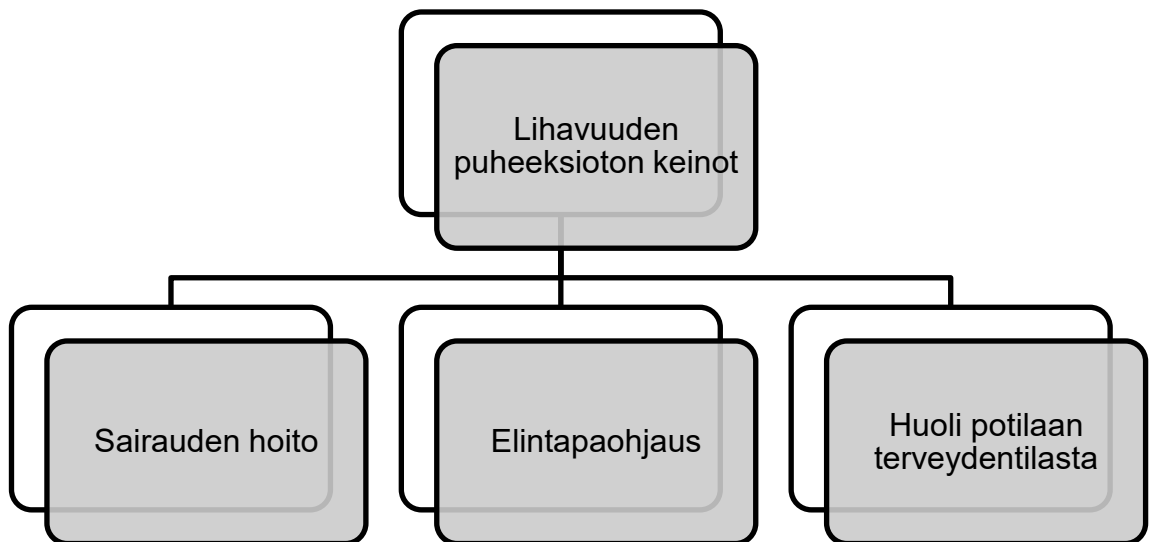 Lihavuuden
puheeksioton keinot
Sairauden hoito
Elintapaohjaus
Huoli potilaan
terveydentilasta